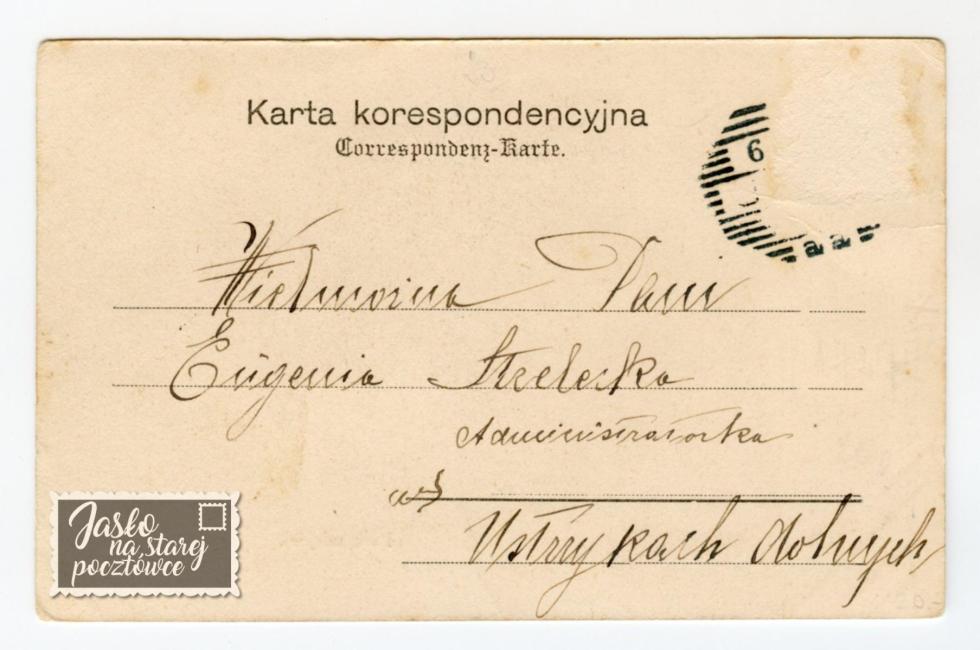 Karta korespondencyjna
Correspondenz-Karte.
6
Wielmożna Pani
Eugenia Strzelecka
Administratorka
w
Ustrzykach dolnych
Jasło
na starej
pocztówce